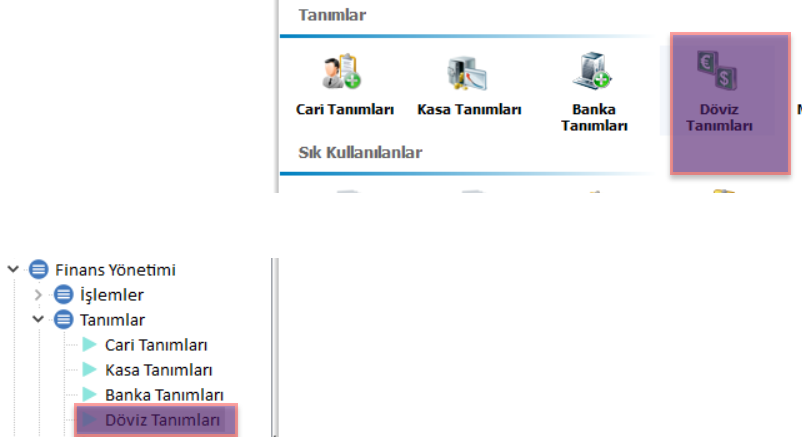 Tanımlar
Cari Tanımları
Kasa Tanımları
Banka
Tanımları
Döviz
Tanımları
Sık Kullanılanlar
Finans Yönetimi
İşlemler
Tanımlar
Cari Tanımları
Kasa Tanımları
Banka Tanımları
Döviz Tanımları